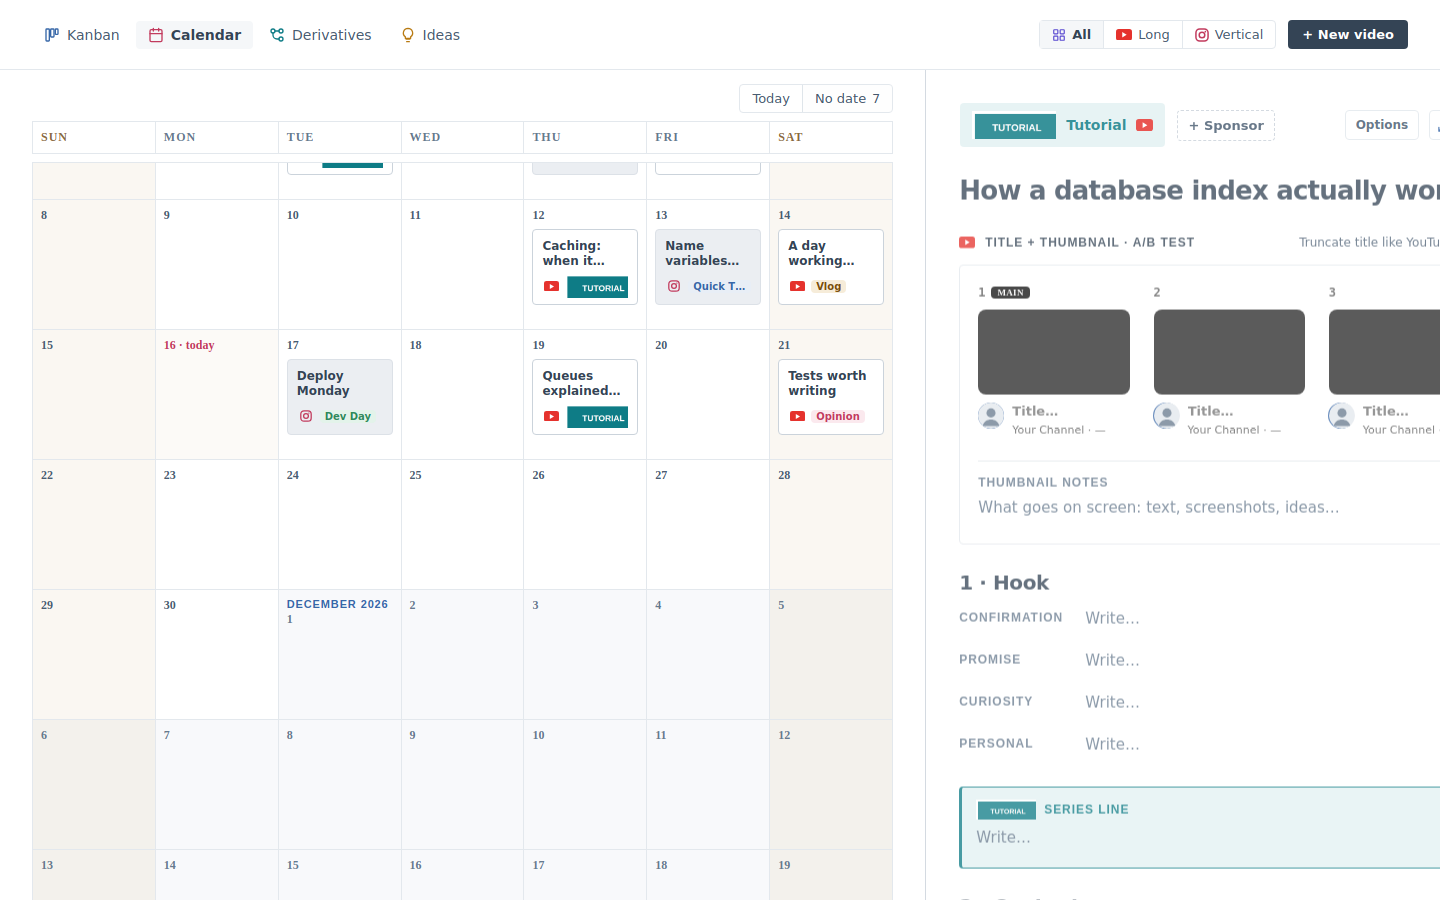 Kanban
Calendar
Derivatives
Ideas
All
Long
Vertical
+ New video
Today
No date 7
SUN
MON
TUE
WED
THU
FRI
SAT
8
9
10
11
12
13
14
Caching: when it…
TUTORIAL
Name variables…
Quick T…
A day working…
Vlog
15
16 · today
17
18
19
20
21
Deploy Monday
Dev Day
Queues explained…
TUTORIAL
Tests worth writing
Opinion
22
23
24
25
26
27
28
29
30
DECEMBER 2026
1
2
3
4
5
6
7
8
9
10
11
12
13
14
15
16
17
18
19
TUTORIAL
Tutorial
+ Sponsor
Options
How a database index actually wor
TITLE + THUMBNAIL · A/B TEST
Truncate title like YouTu
1 MAIN
2
3
Title…
Your Channel · —
Title…
Your Channel · —
Title…
Your Channel
THUMBNAIL NOTES
What goes on screen: text, screenshots, ideas…
1 · Hook
CONFIRMATION
Write…
PROMISE
Write…
CURIOSITY
Write…
PERSONAL
Write…
TUTORIAL
SERIES LINE
Write…